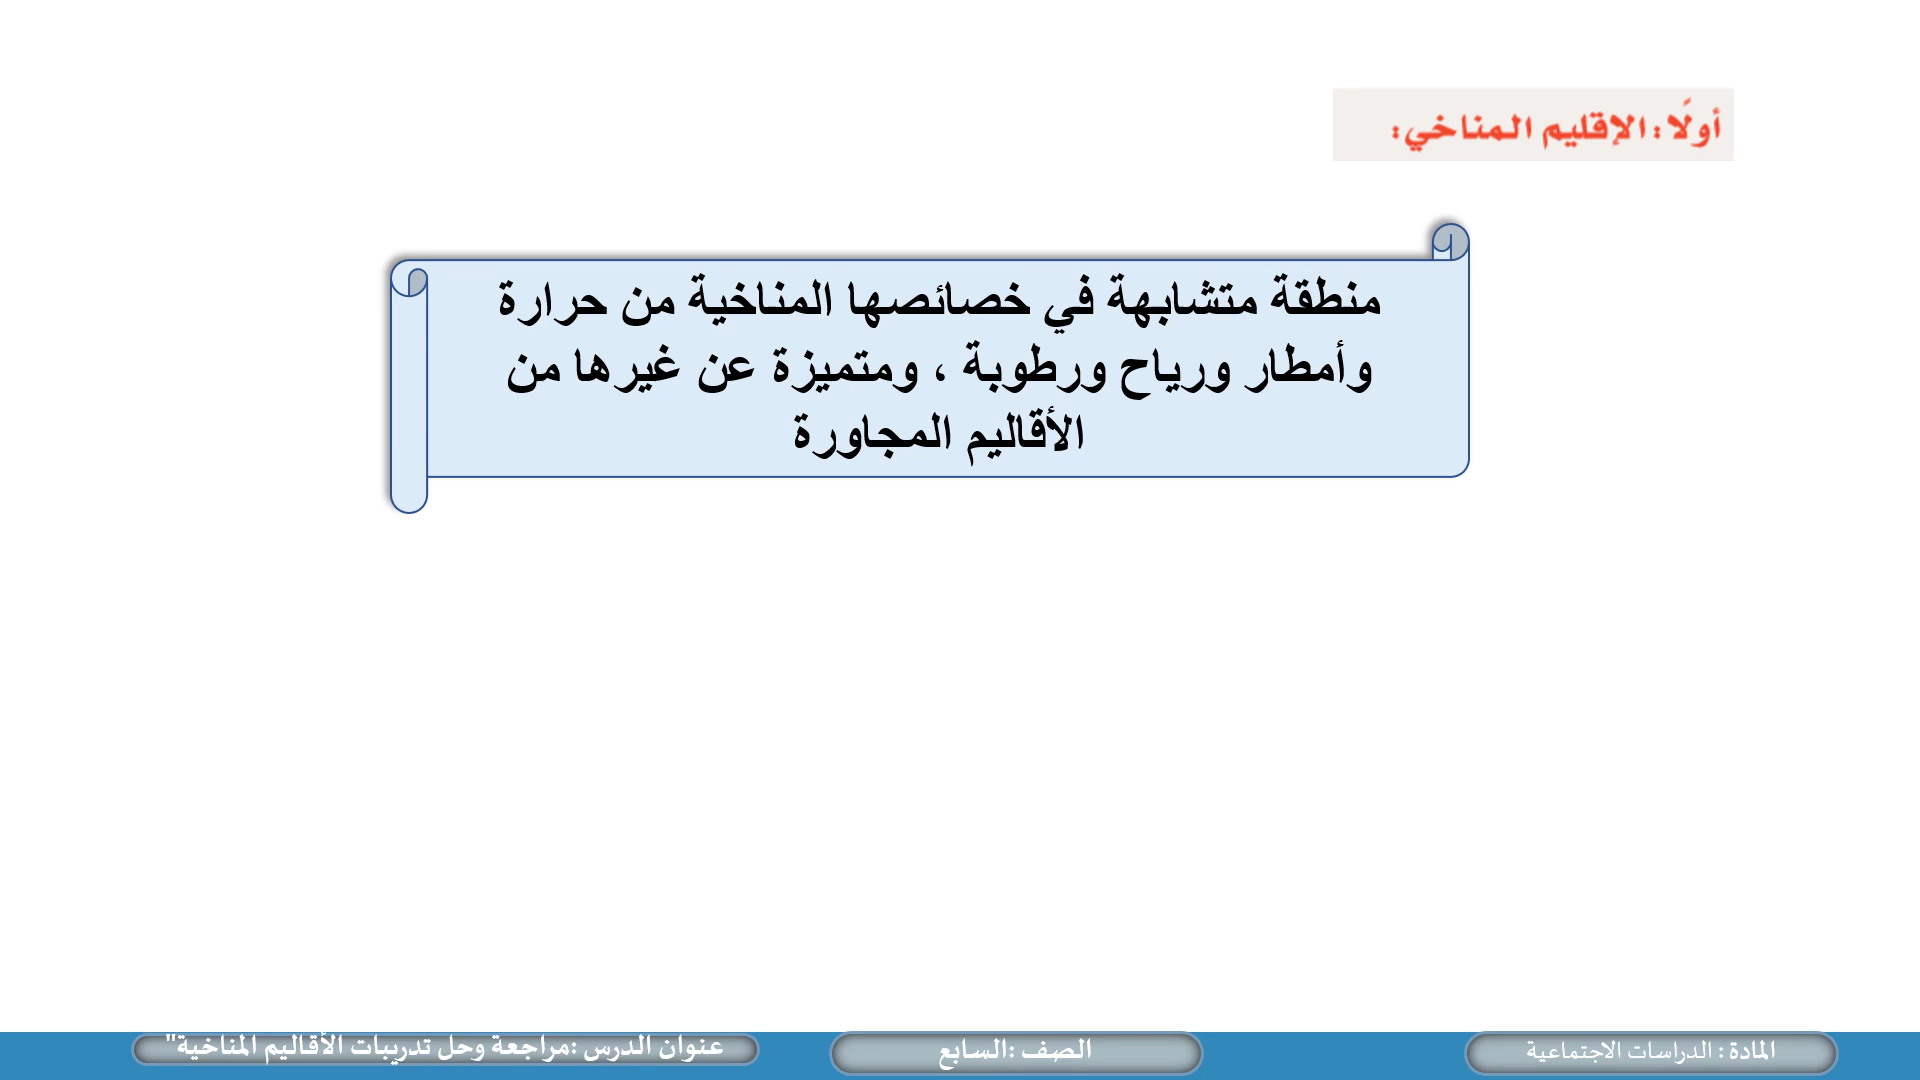 أولًا: الإقليم المناخي:
منطقة متشابهة في خصائصها المناخية من حرارة
وأمطار ورياح ورطوبة ، ومتميزة عن غيرها من
الأقاليم المجاورة
المادة : الدراسات الاجتماعية
الصف :السابع
عنوان الدرس :مراجعة وحل تدريبات الأقاليم المناخية"